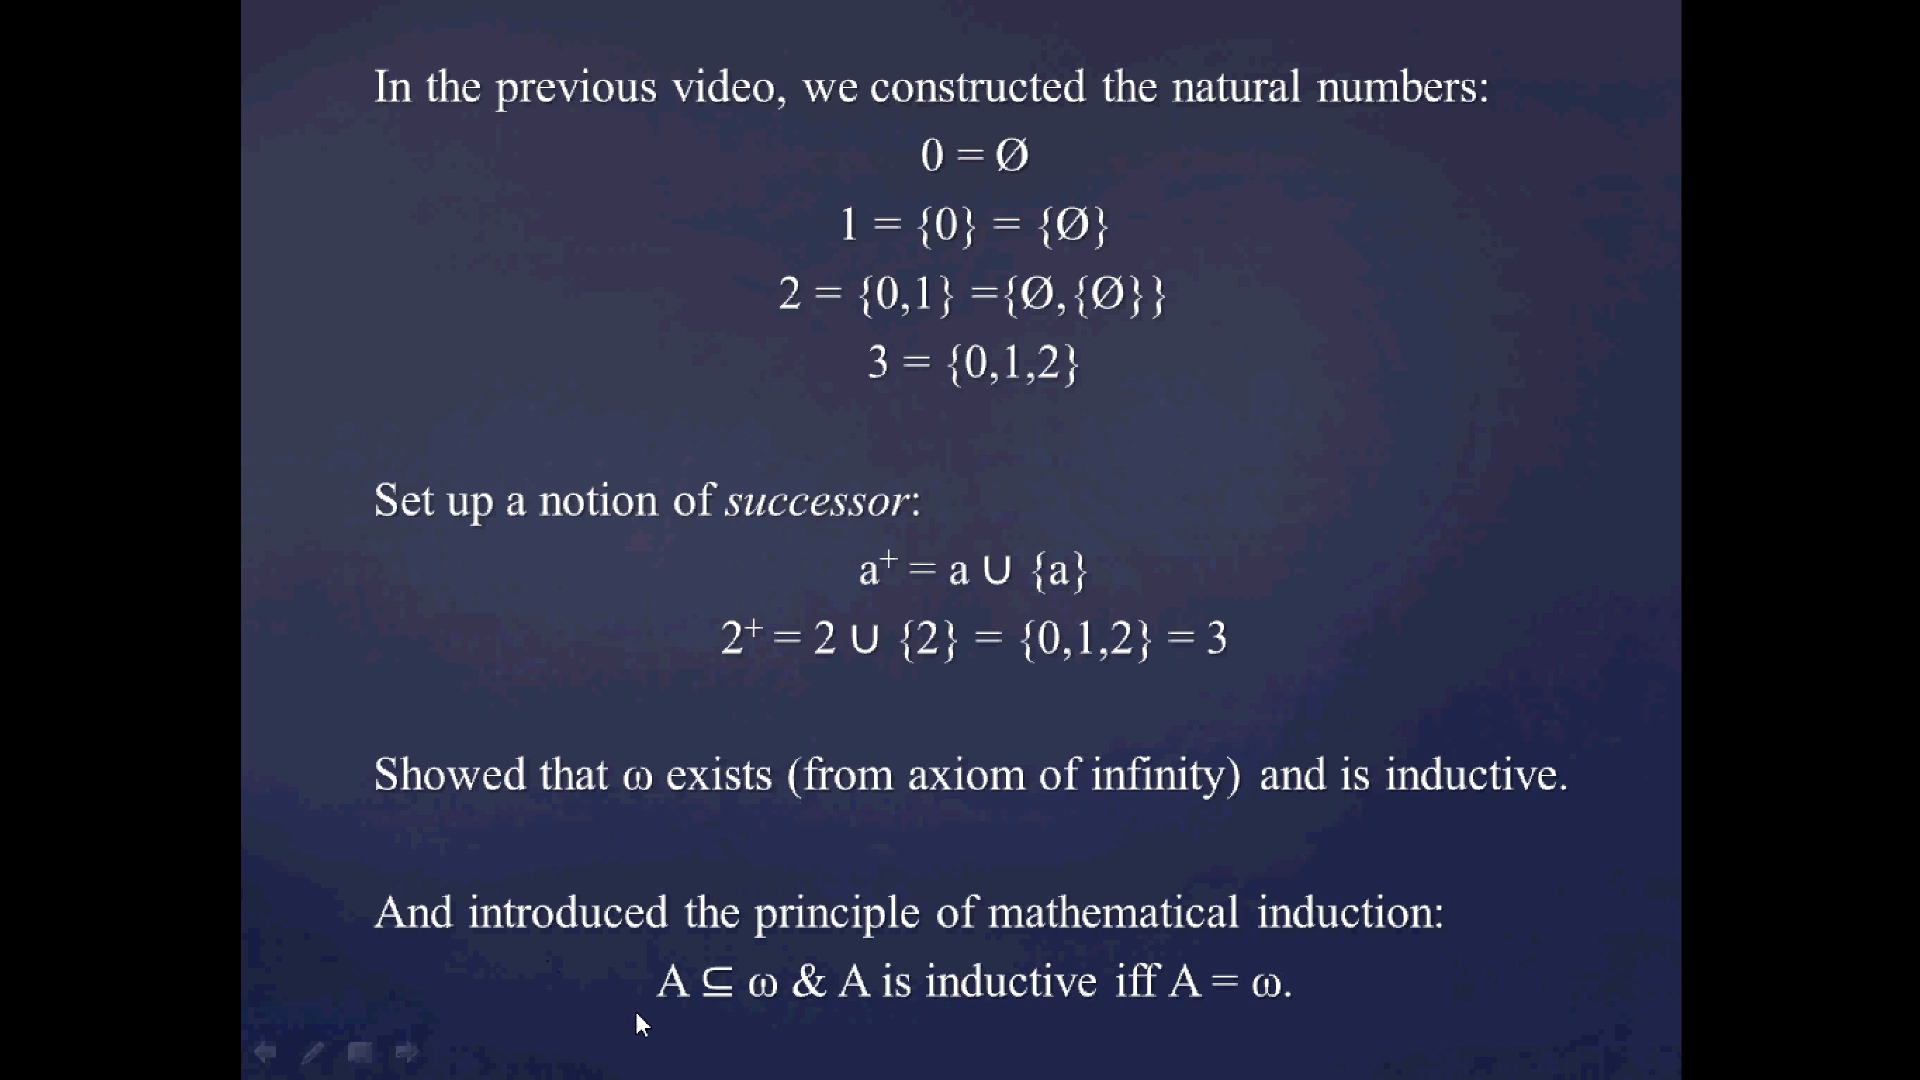 In the previous video, we constructed the natural numbers:
0 = Ø
1 = {0} = {Ø}
2 = {0,1} ={Ø,{Ø}}
3 = {0,1,2}
Set up a notion of successor:
a⁺ = a ∪ {a}
2⁺ = 2 ∪ {2} = {0,1,2} = 3
Showed that ω exists (from axiom of infinity) and is inductive.
And introduced the principle of mathematical induction:
A ⊆ ω & A is inductive iff A = ω.